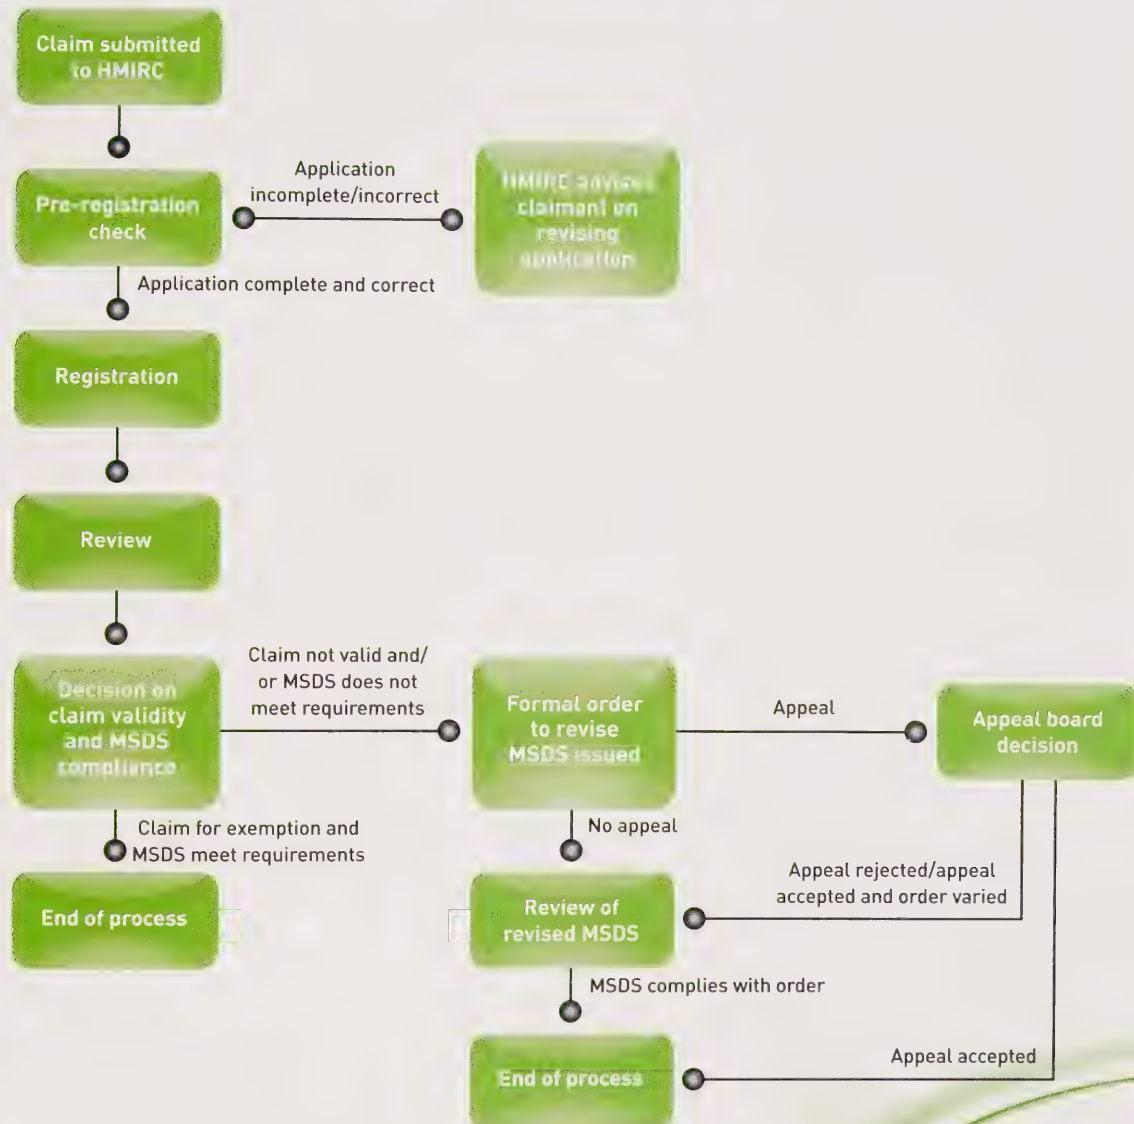 Claim submitted
to HMIRC
Pre-registration
check
Application
incomplete/incorrect
HMIRC advises
claimant on
revising
application
Application complete and correct
Registration
Review
Decision on
claim validity
and MSDS
compliance
Claim not valid and/
or MSDS does not
meet requirements
Formal order
to revise
MSDS issued
Appeal
Appeal board
decision
Claim for exemption and
MSDS meet requirements
End of process
No appeal
Review of
revised MSDS
Appeal rejected/appeal
accepted and order varied
MSDS complies with order
End of process
Appeal accepted